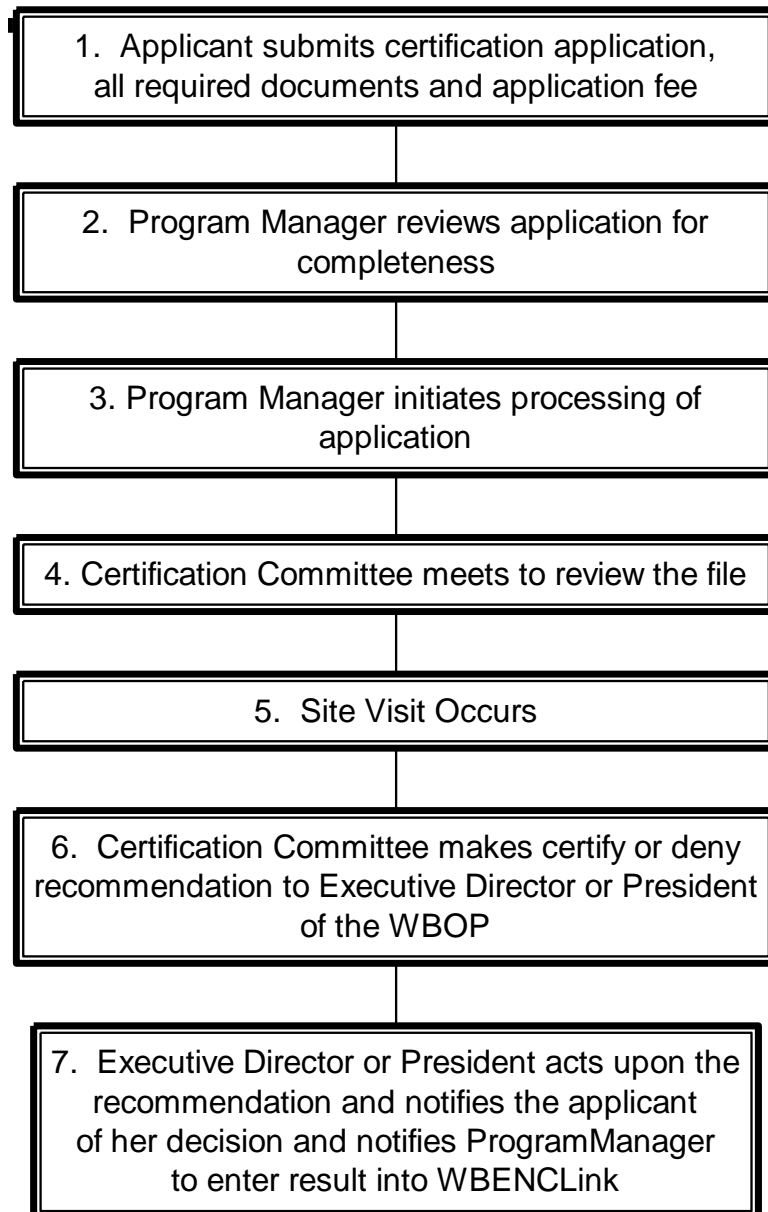 1.  Applicant submits certification application,
all required documents and application fee
2.  Program Manager reviews application for
completeness
3. Program Manager initiates processing of
application
4. Certification Committee meets to review the file
5.  Site Visit Occurs
6.  Certification Committee makes certify or deny
recommendation to Executive Director or President
of the WBOP
7.  Executive Director or President acts upon the
recommendation and notifies the applicant
of her decision and notifies ProgramManager
to enter result into WBENCLink